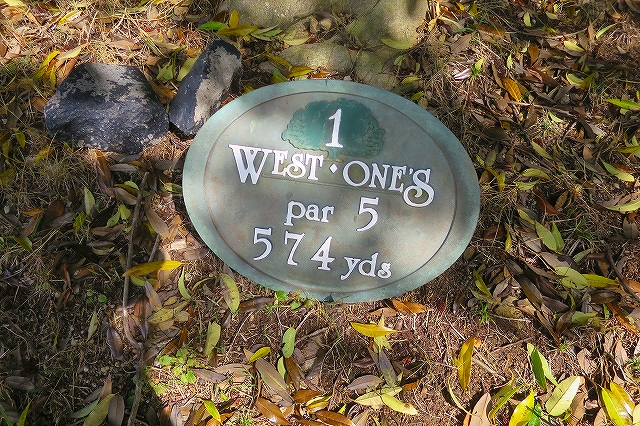 1
WEST · ONE'S
par 5
574 yds